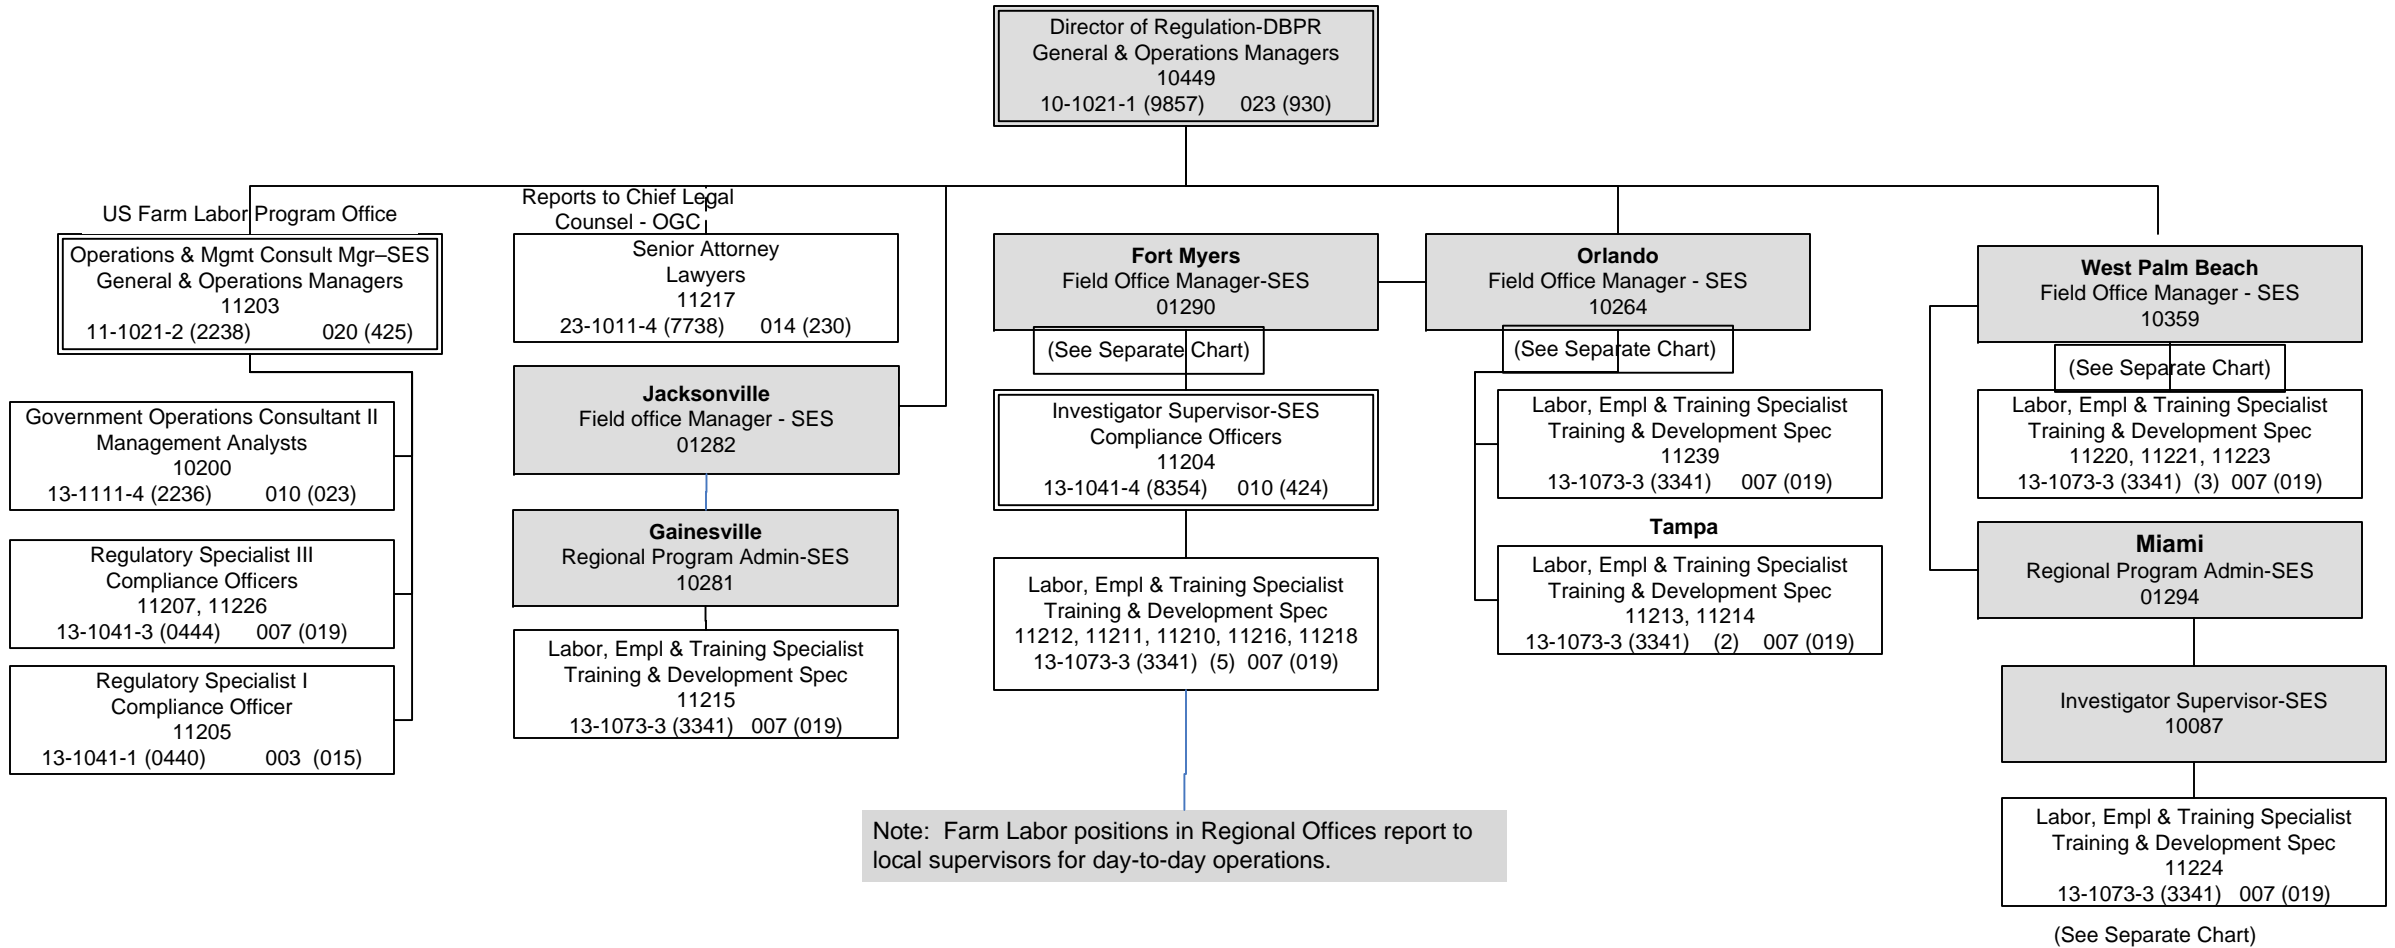 Director of Regulation-DBPR
General & Operations Managers
10449
10-1021-1 (9857) 023 (930)
US Farm Labor Program Office
Operations & Mgmt Consult Mgr–SES
General & Operations Managers
11203
11-1021-2 (2238) 020 (425)
Government Operations Consultant II
Management Analysts
10200
13-1111-4 (2236) 010 (023)
Regulatory Specialist III
Compliance Officers
11207, 11226
13-1041-3 (0444) 007 (019)
Regulatory Specialist I
Compliance Officer
11205
13-1041-1 (0440) 003 (015)
Reports to Chief Legal
Counsel - OGC
Senior Attorney
Lawyers
11217
23-1011-4 (7738) 014 (230)
Jacksonville
Field office Manager - SES
01282
Gainesville
Regional Program Admin-SES
10281
Labor, Empl & Training Specialist
Training & Development Spec
11215
13-1073-3 (3341) 007 (019)
Fort Myers
Field Office Manager-SES
01290
(See Separate Chart)
Investigator Supervisor-SES
Compliance Officers
11204
13-1041-4 (8354) 010 (424)
Labor, Empl & Training Specialist
Training & Development Spec
11212, 11211, 11210, 11216, 11218
13-1073-3 (3341) (5) 007 (019)
Note: Farm Labor positions in Regional Offices report to
local supervisors for day-to-day operations.
Orlando
Field Office Manager - SES
10264
(See Separate Chart)
Labor, Empl & Training Specialist
Training & Development Spec
11239
13-1073-3 (3341) 007 (019)
Tampa
Labor, Empl & Training Specialist
Training & Development Spec
11213, 11214
13-1073-3 (3341) (2) 007 (019)
West Palm Beach
Field Office Manager - SES
10359
(See Separate Chart)
Labor, Empl & Training Specialist
Training & Development Spec
11220, 11221, 11223
13-1073-3 (3341) (3) 007 (019)
Miami
Regional Program Admin-SES
01294
Investigator Supervisor-SES
10087
Labor, Empl & Training Specialist
Training & Development Spec
11224
13-1073-3 (3341) 007 (019)
(See Separate Chart)